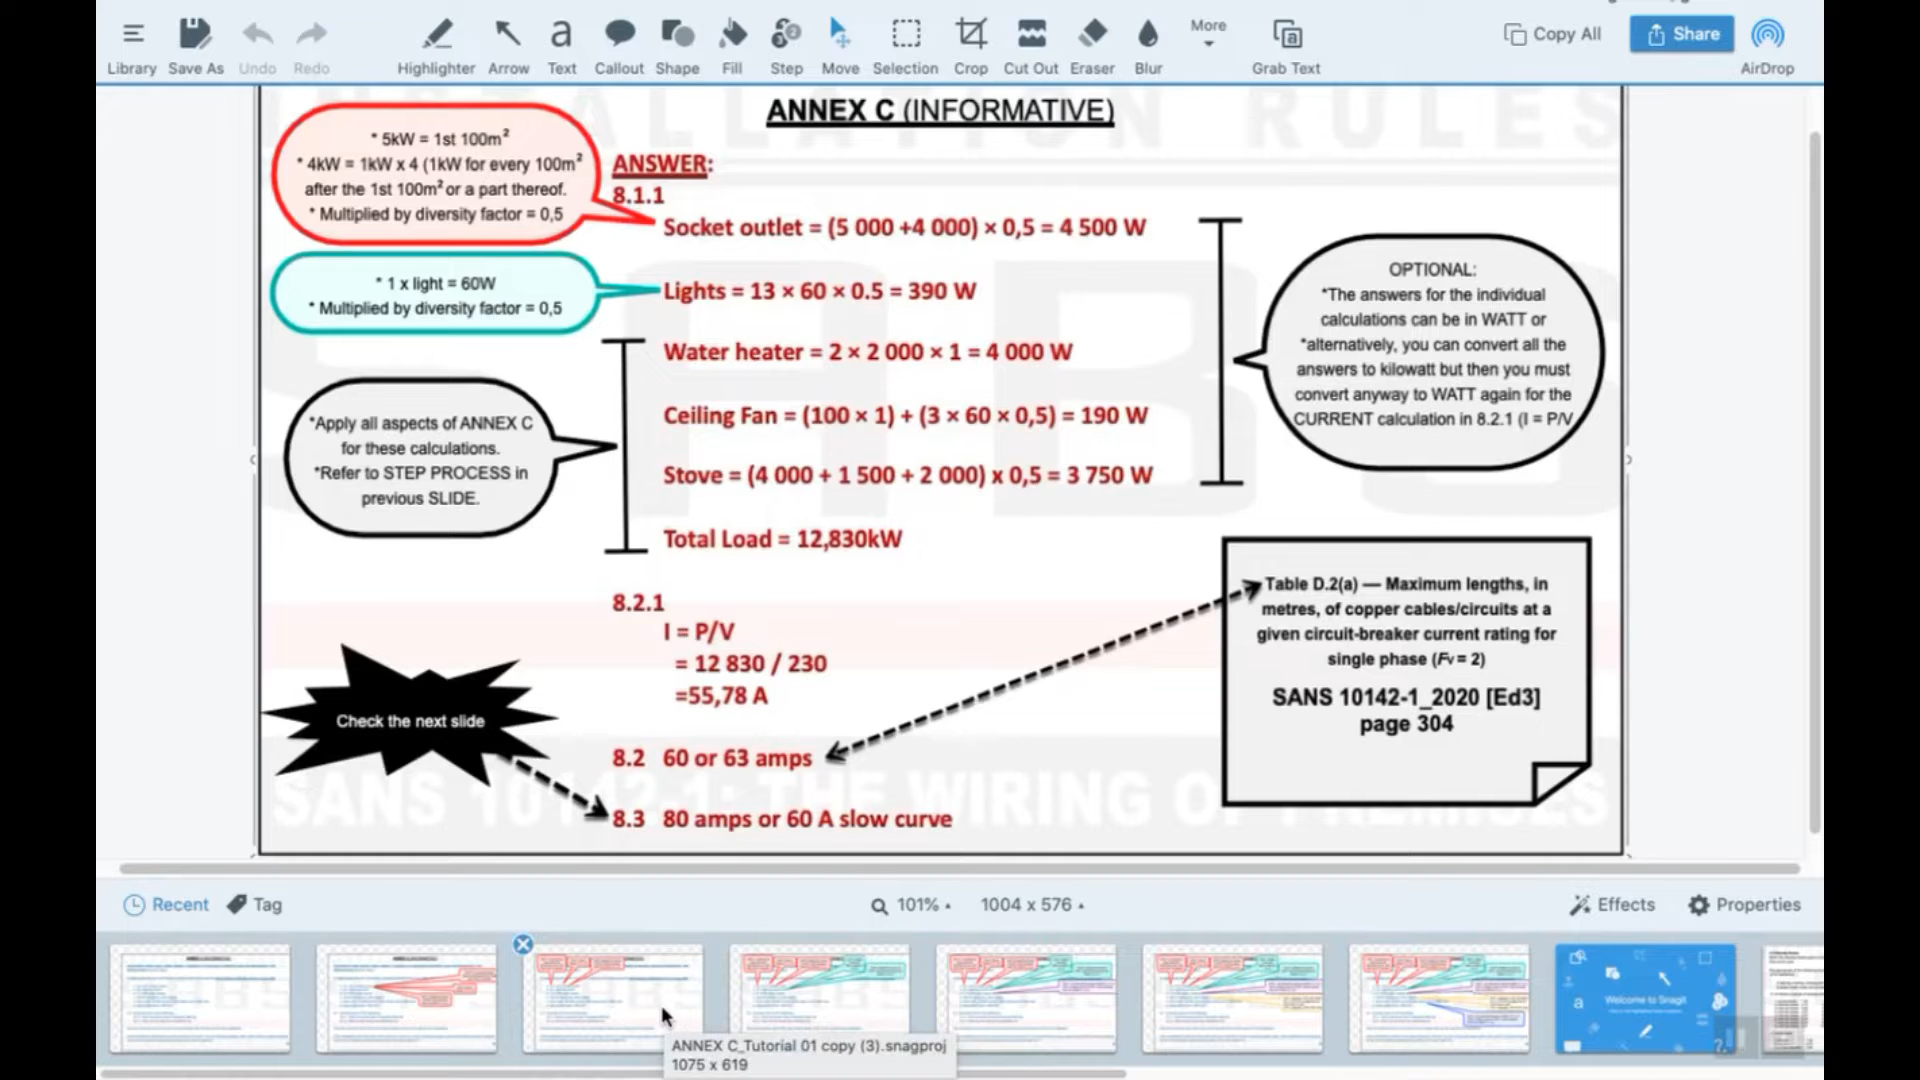 Library Save As Undo Redo Highlighter Arrow Text Callout Shape Fill Step Move Selection Crop Cut Out Eraser Blur More Grab Text Copy All Share AirDrop
ANNEX C (INFORMATIVE)
* 5kW = 1st 100m²
* 4kW = 1kW x 4 (1kW for every 100m²
after the 1st 100m² or a part thereof.
* Multiplied by diversity factor = 0,5
* 1 x light = 60W
* Multiplied by diversity factor = 0,5
*Apply all aspects of ANNEX C
for these calculations.
*Refer to STEP PROCESS in
previous SLIDE.
Check the next slide
ANSWER:
8.1.1
Socket outlet = (5 000 +4 000) × 0,5 = 4 500 W
Lights = 13 × 60 × 0.5 = 390 W
Water heater = 2 × 2 000 × 1 = 4 000 W
Ceiling Fan = (100 × 1) + (3 × 60 × 0,5) = 190 W
Stove = (4 000 + 1 500 + 2 000) x 0,5 = 3 750 W
Total Load = 12,830kW
8.2.1
I = P/V
= 12 830 / 230
=55,78 A
8.2 60 or 63 amps
8.3 80 amps or 60 A slow curve
OPTIONAL:
*The answers for the individual
calculations can be in WATT or
*alternatively, you can convert all the
answers to kilowatt but then you must
convert anyway to WATT again for the
CURRENT calculation in 8.2.1 (I = P/V
Table D.2(a) — Maximum lengths, in
metres, of copper cables/circuits at a
given circuit-breaker current rating for
single phase (Fv = 2)
SANS 10142-1_2020 [Ed3]
page 304
SANS 10142-1: THE WIRING OF PREMISES
Recent Tag 101% 1004 x 576 Effects Properties
Welcome to Snagit
ANNEX C_Tutorial 01 copy (3).snagproj
1075 x 619